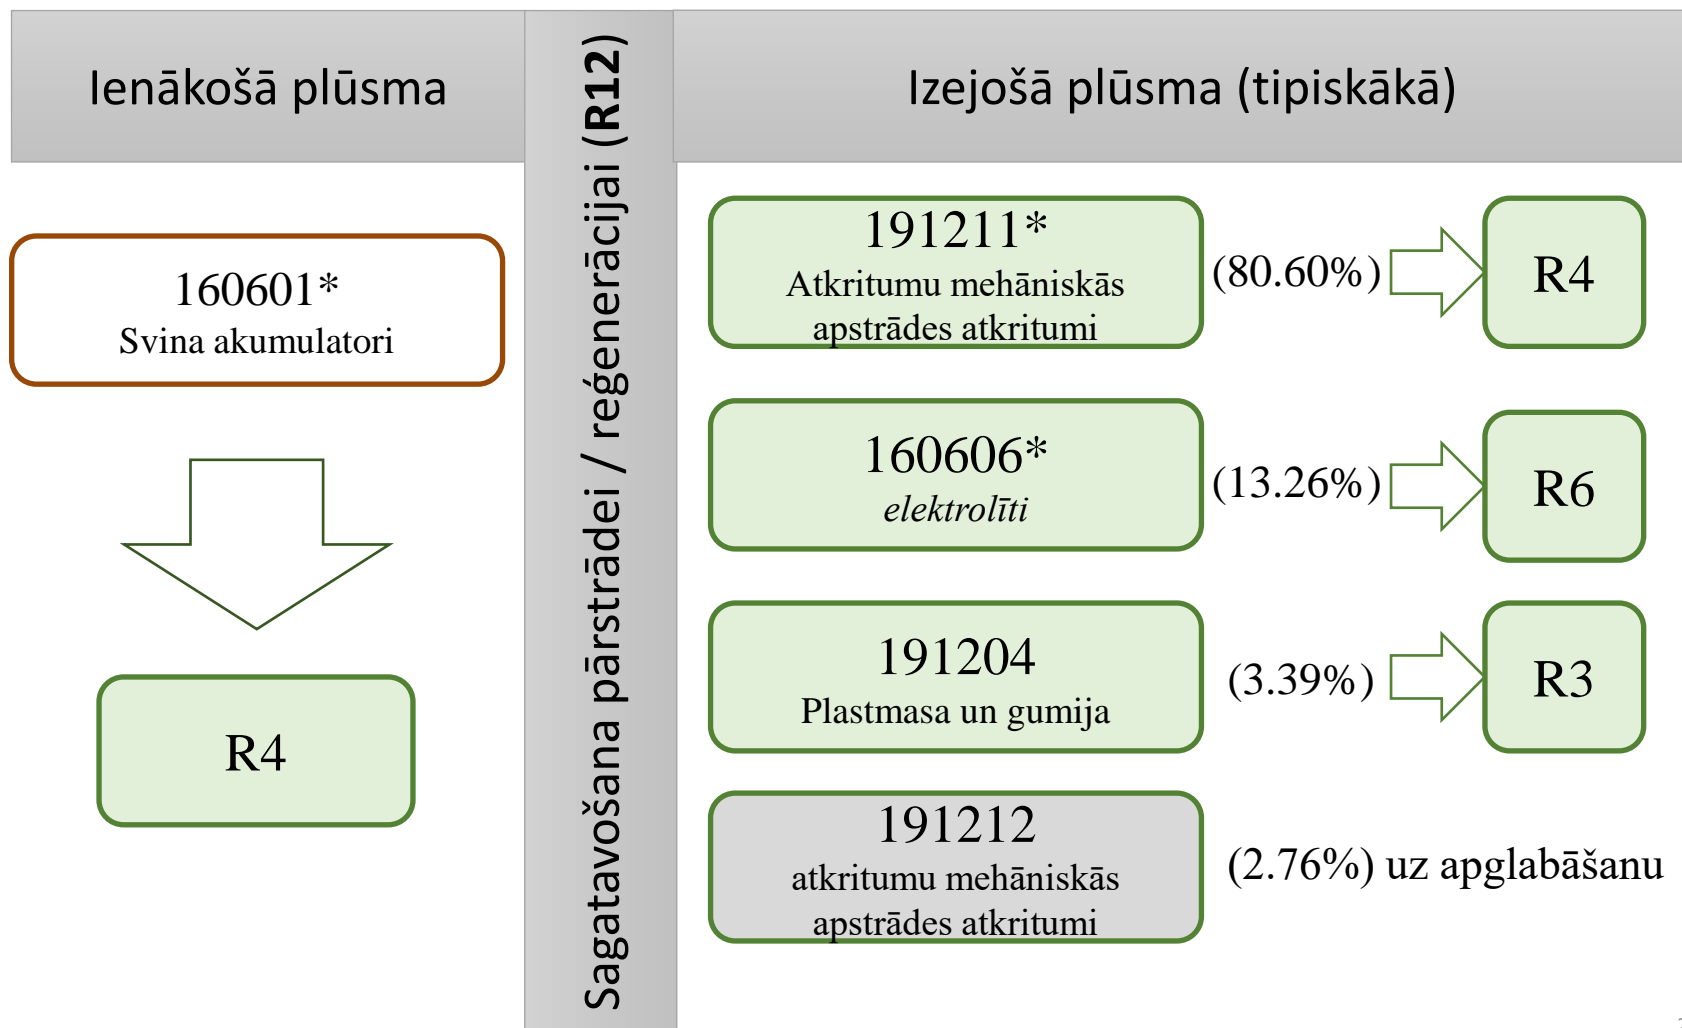 Ienākošā plūsma
Sagatavošana pārstrādei / reģenerācijai (R12)
Izejošā plūsma (tipiskākā)
160601*
Svina akumulatori
R4
191211*
Atkritumu mehāniskās
apstrādes atkritumi
(80.60%)
R4
160606*
elektrolīti
(13.26%)
R6
191204
Plastmasa un gumija
(3.39%)
R3
191212
atkritumu mehāniskās
apstrādes atkritumi
(2.76%) uz apglabāšanu